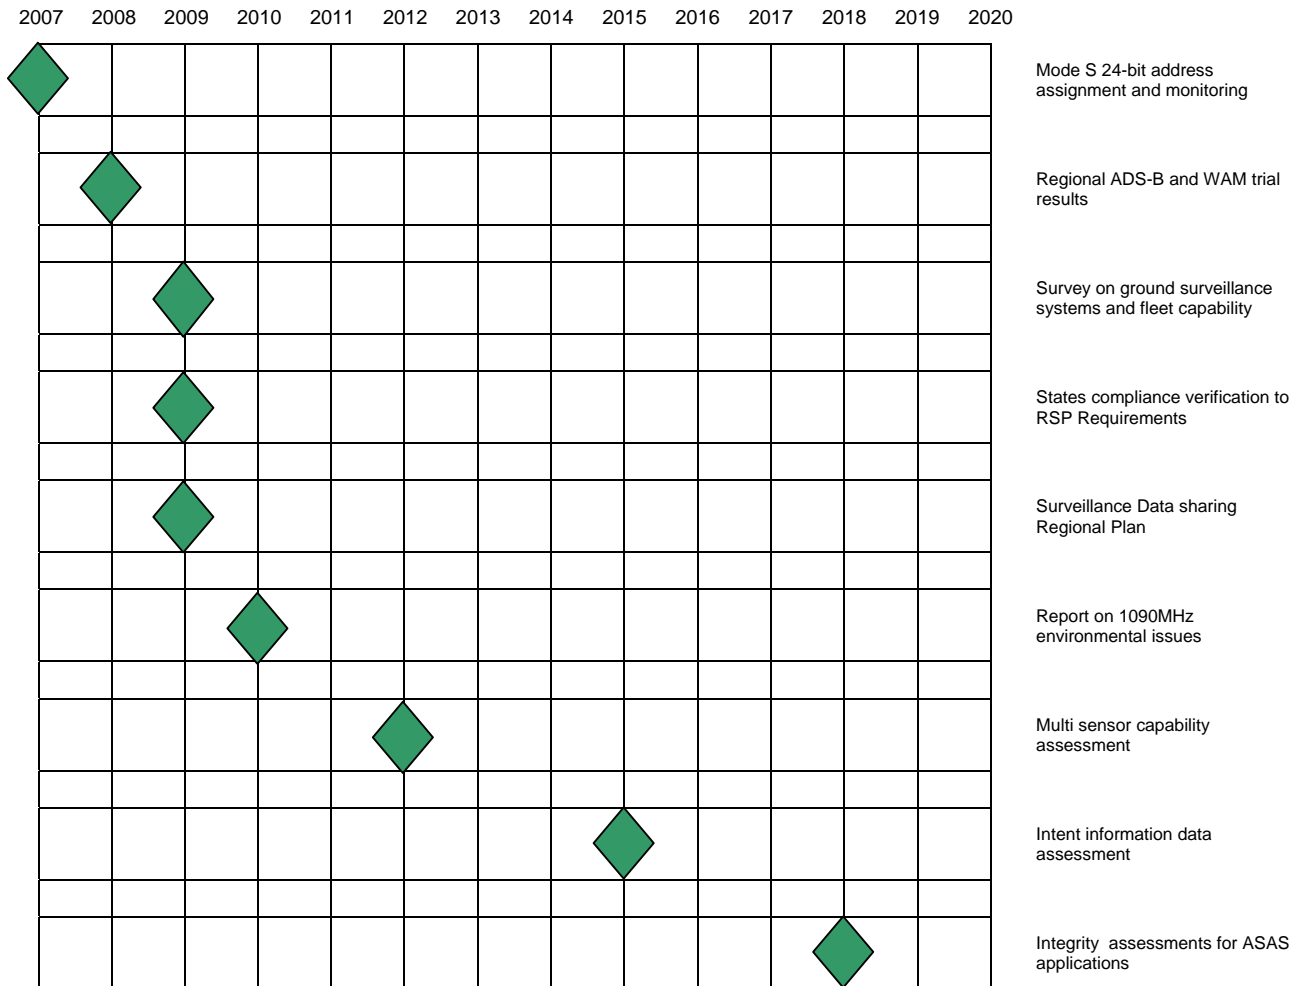 2007 2008 2009 2010 2011 2012 2013 2014 2015 2016 2017 2018 2019 2020
Mode S 24-bit address
assignment and monitoring
Regional ADS-B and WAM trial
results
Survey on ground surveillance
systems and fleet capability
States compliance verification to
RSP Requirements
Surveillance Data sharing
Regional Plan
Report on 1090MHz
environmental issues
Multi sensor capability
assessment
Intent information data
assessment
Integrity assessments for ASAS
applications